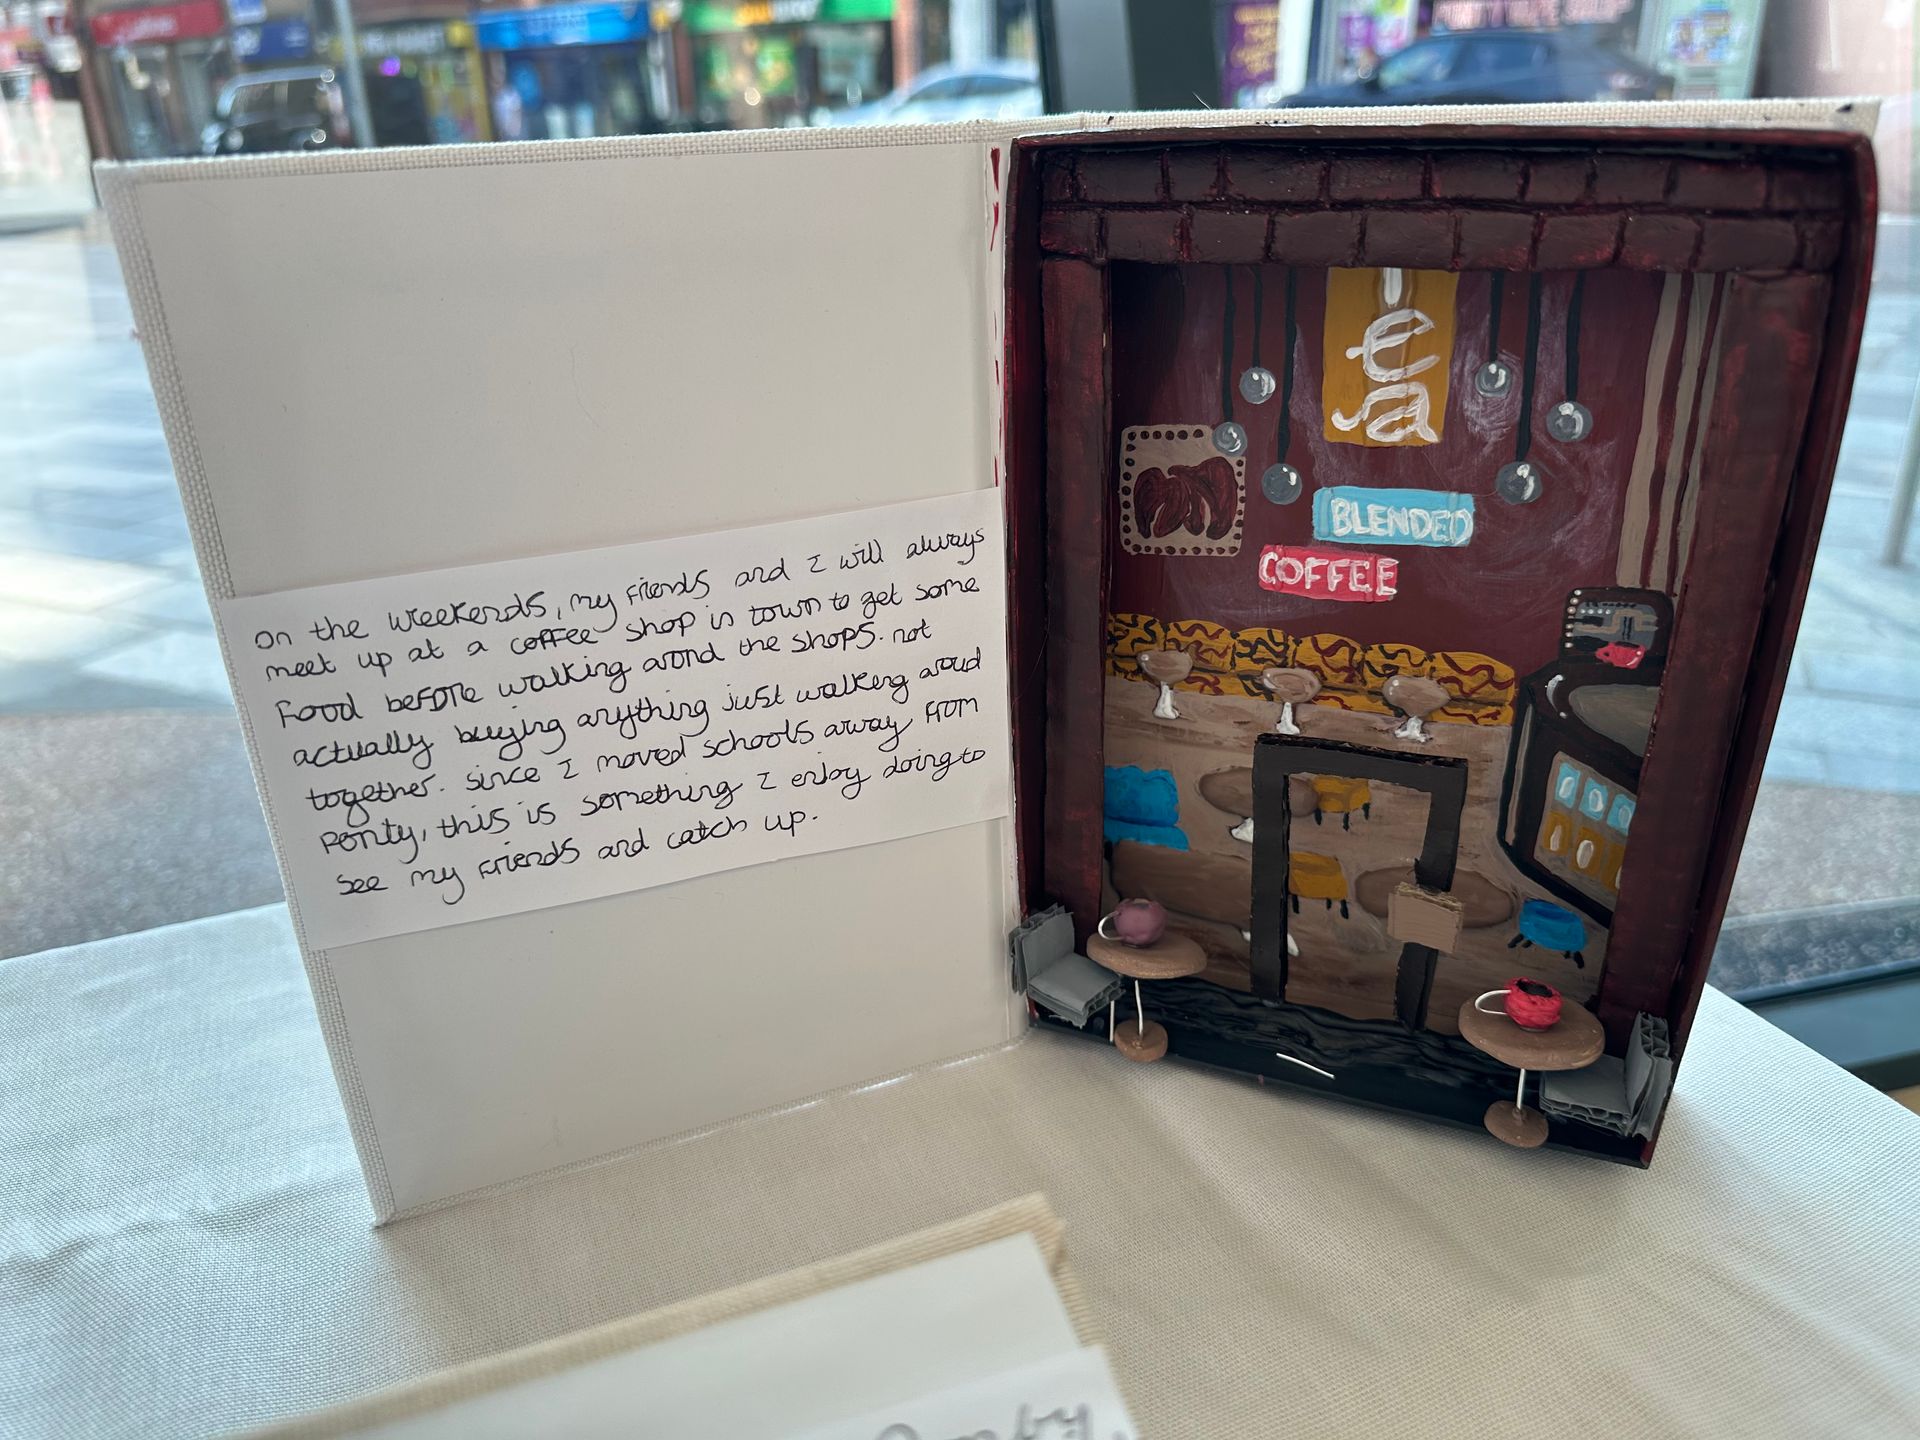 on the weekends, my friends and I will always
meet up at a coffee shop in town to get some
Food before walking arond the shops. not
actually buying anything just walking aroud
together. since I moved schools away from
Ponty, this is something I enjoy doing to
see my friends and catch up.
ea
BLENDED
COFFEE